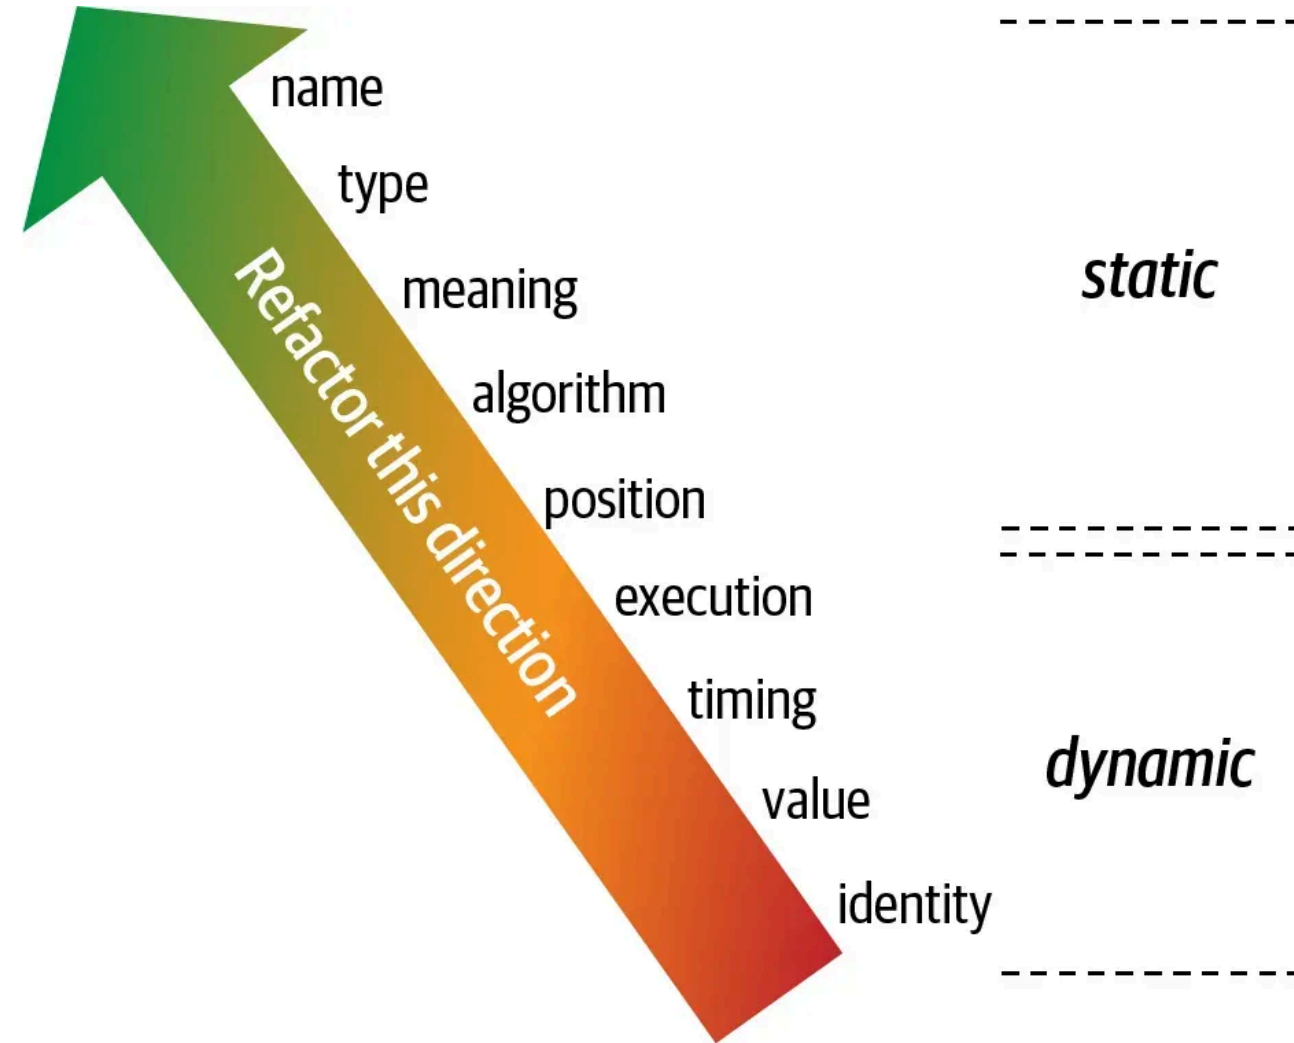 name
type
meaning
static
algorithm
position
Refactor this direction
execution
timing
dynamic
value
identity